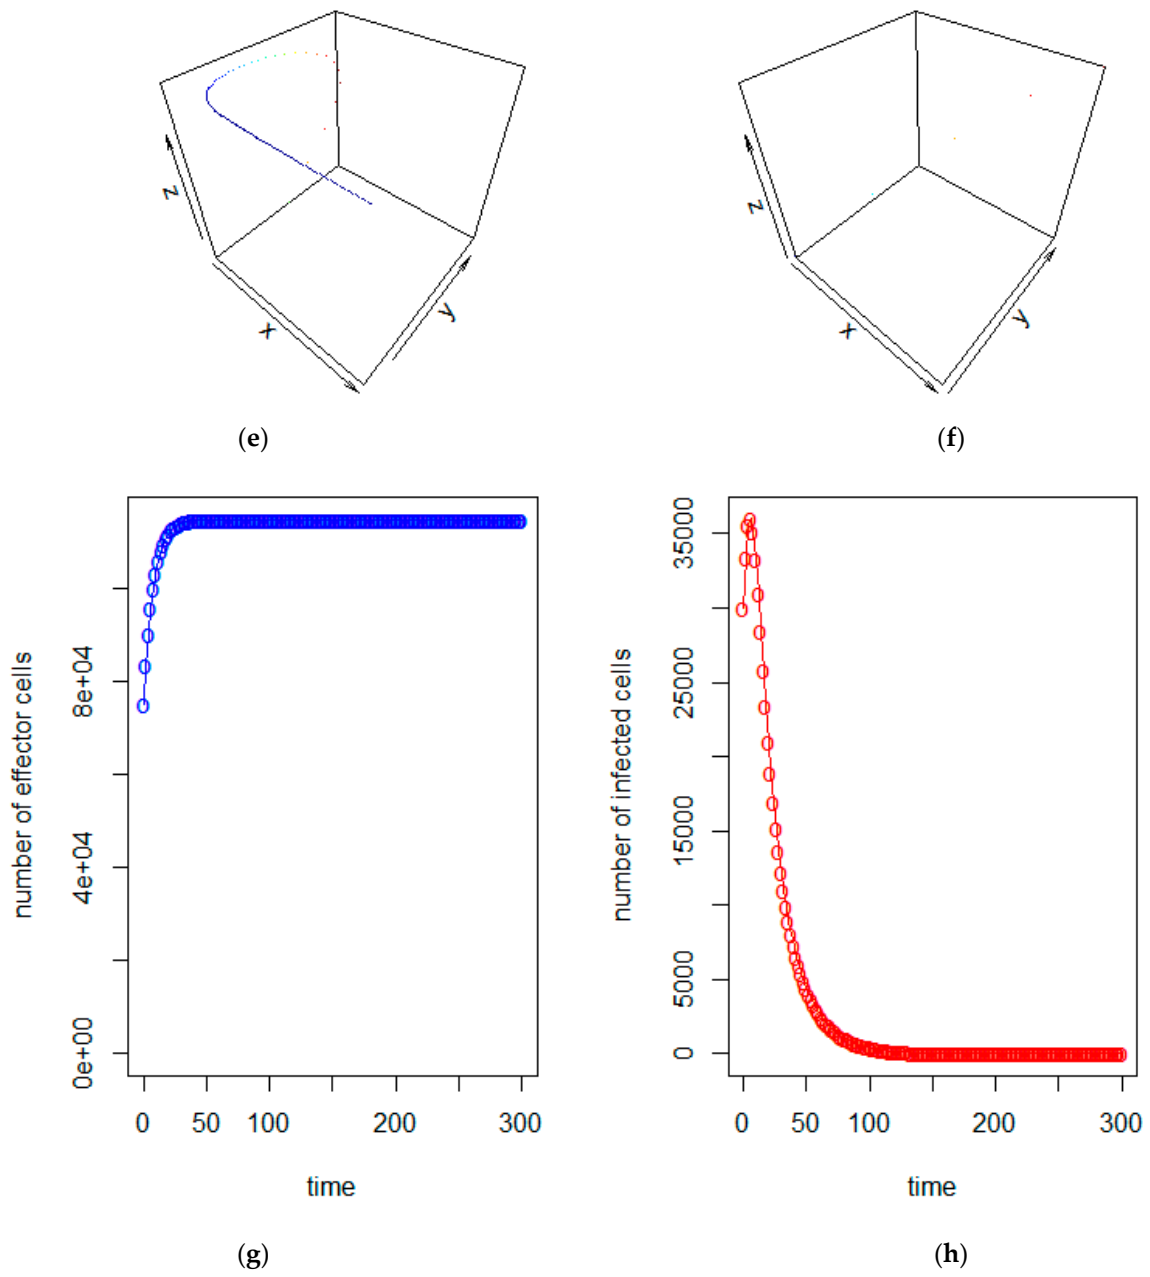 z
x
y
z
x
y
(e)
(f)
number of effector cells
0e+00
4e+04
8e+04
0
50
100
200
300
time
number of infected cells
0
5000
15000
25000
35000
0
50
100
200
300
time
(g)
(h)